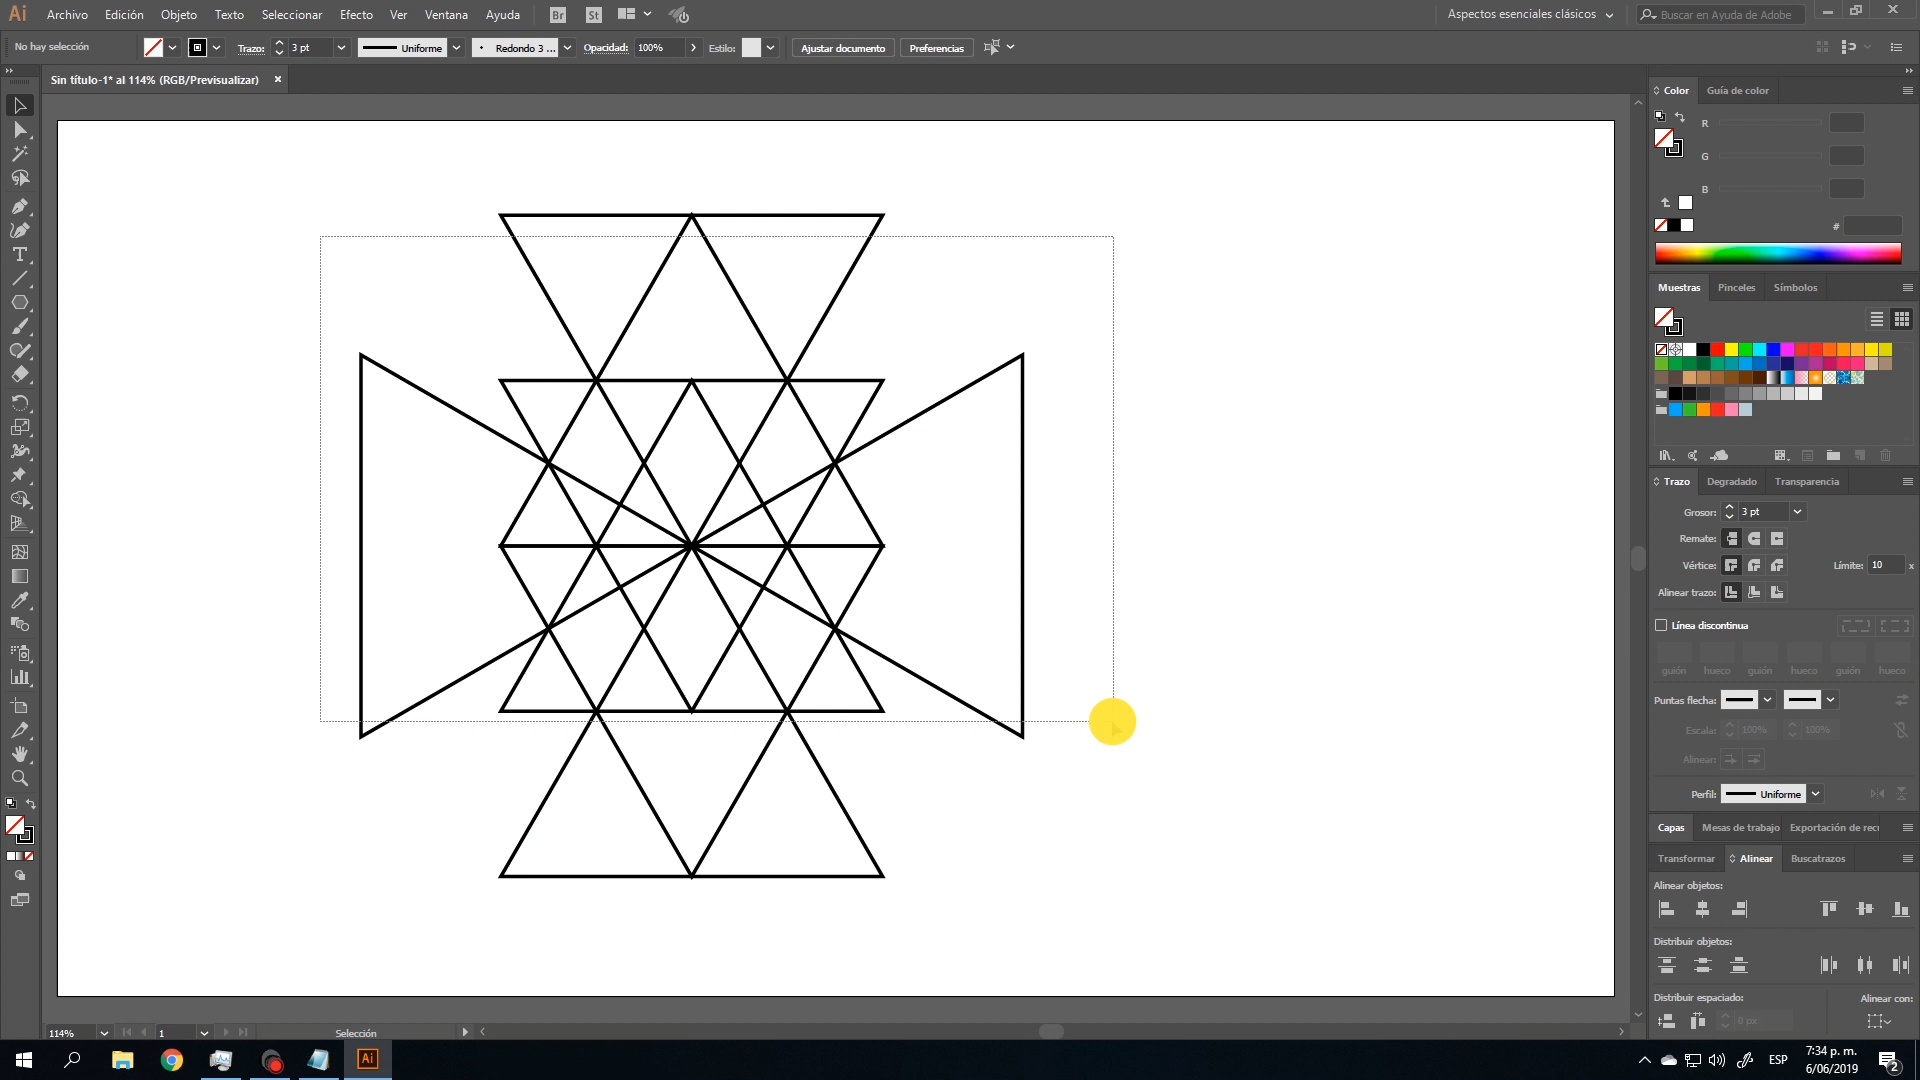 Ai Archivo Edición Objeto Texto Seleccionar Efecto Ver Ventana Ayuda Br St Aspectos esenciales clásicos Buscar en Ayuda de Adobe
No hay selección Trazo: 3 pt Uniforme Redondo 3 ... Opacidad: 100% Estilo: Ajustar documento Preferencias
Sin título-1* al 114% (RGB/Previsualizar) ×
Color Guía de color
R
G
B
#
Muestras Pinceles Símbolos
Trazo Degradado Transparencia
Grosor: 3 pt
Remate:
Vértice: Límite: 10 x
Alinear trazo:
Línea discontinua
guión hueco guión hueco guión hueco
Puntas flecha:
Escala: 100% 100%
Alinear:
Perfil: Uniforme
Capas Mesas de trabajo Exportación de recu
Transformar Alinear Buscatrazos
Alinear objetos:
Distribuir objetos:
Distribuir espaciado: Alinear con:
0 px
114% 1 Selección
Ai ESP 7:34 p. m.
6/06/2019 2